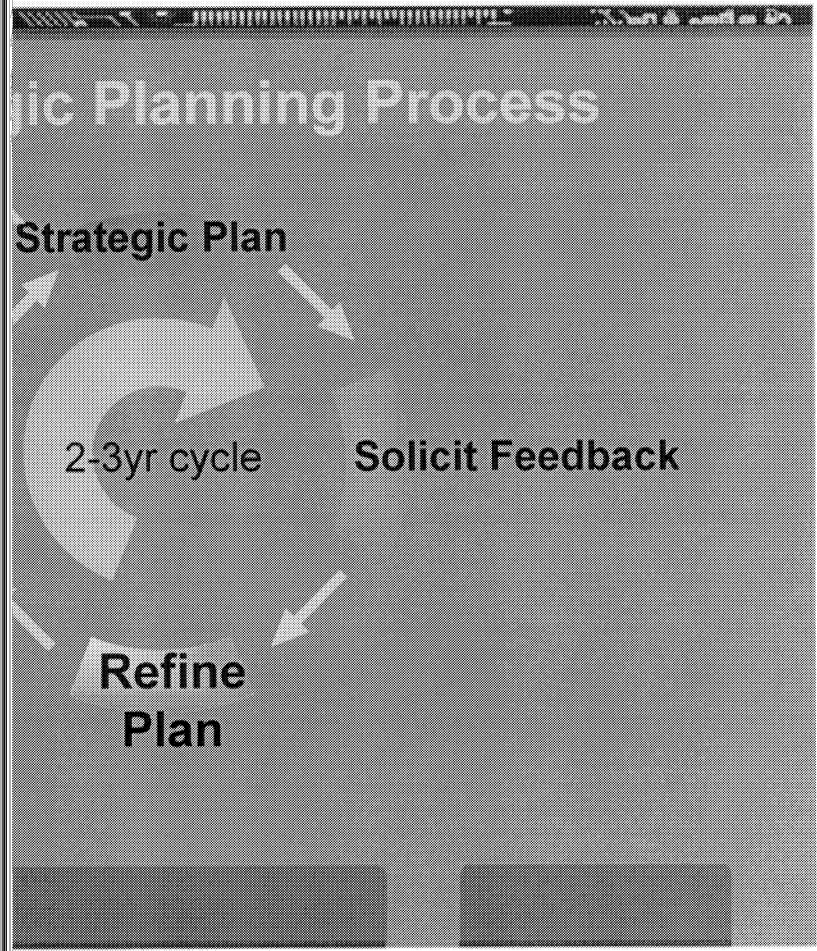 gic Planning Process
Strategic Plan
2-3yr cycle
Solicit Feedback
Refine
Plan